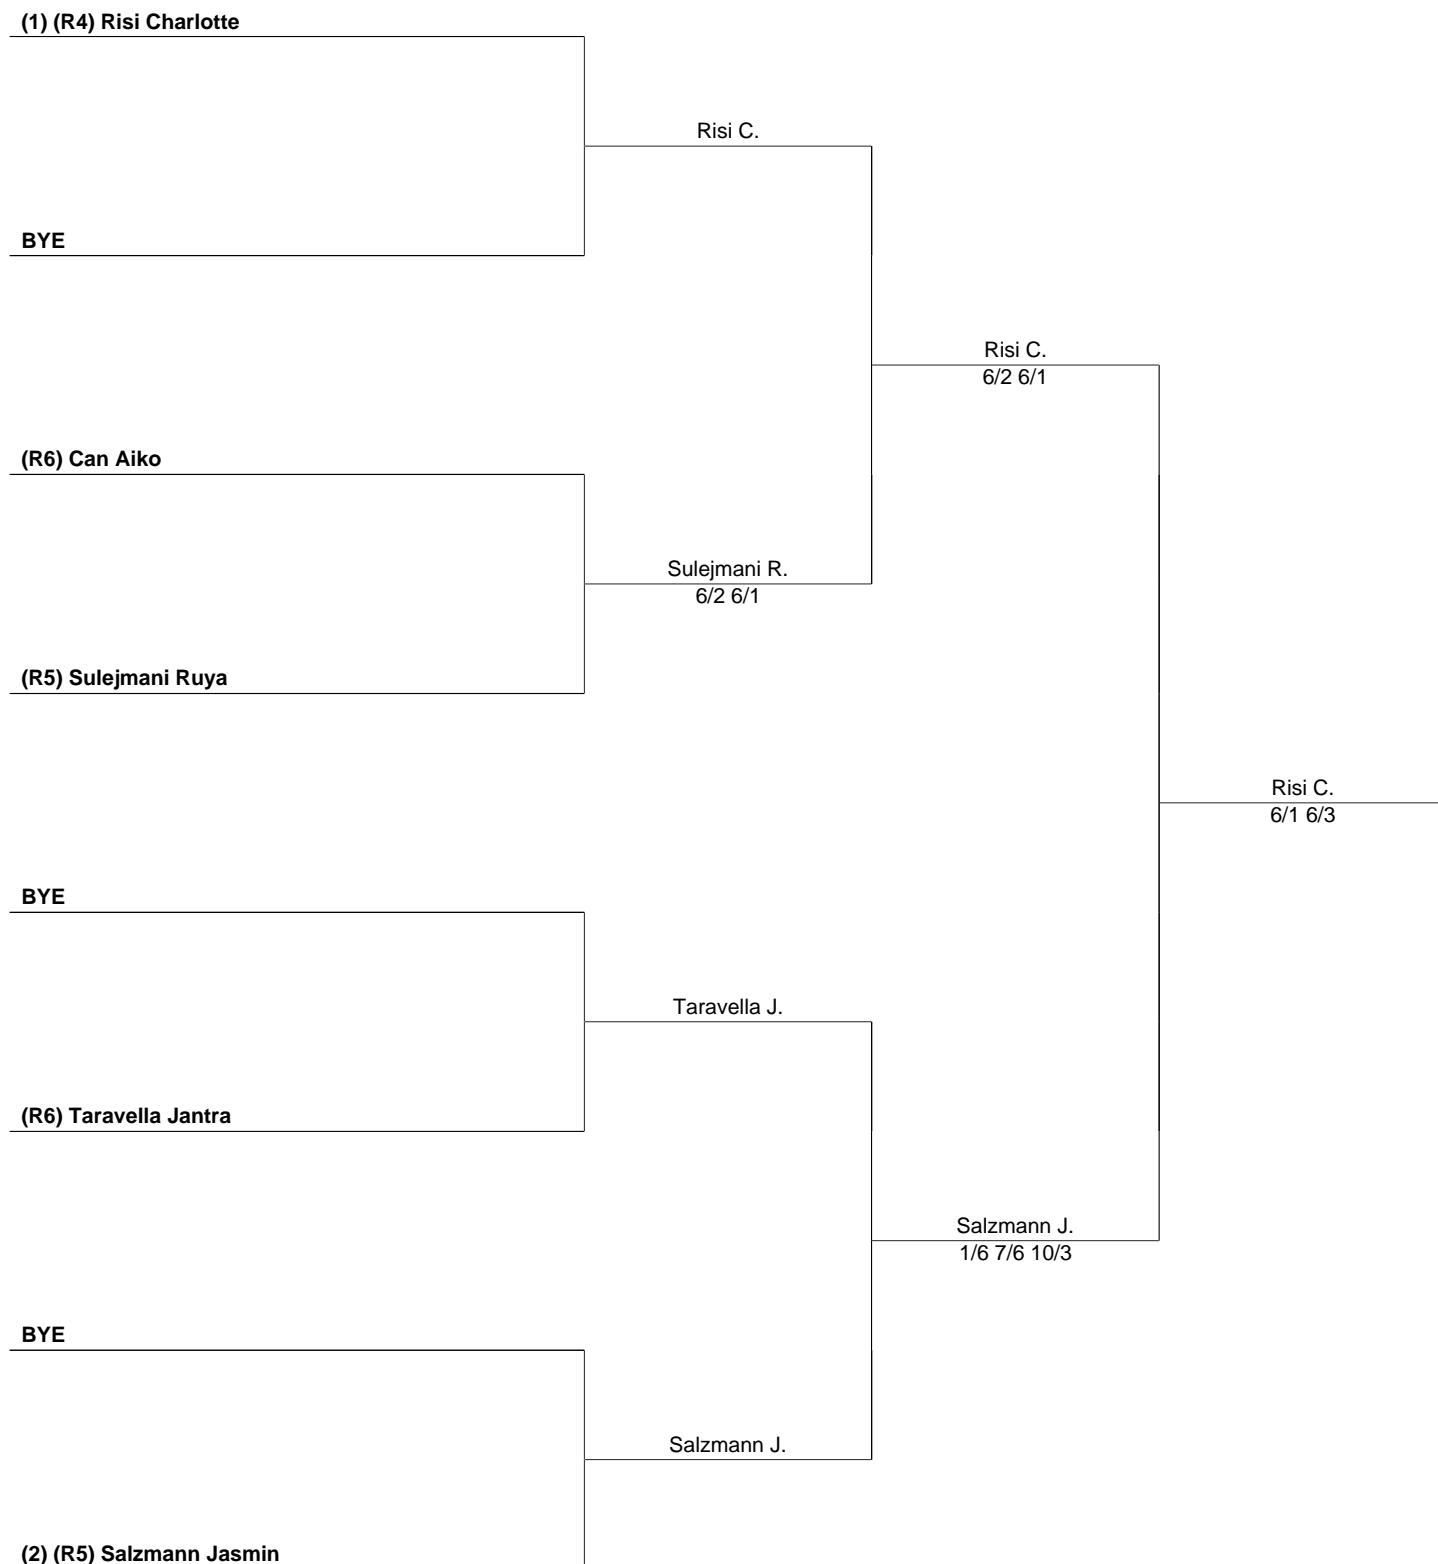 (1) (R4) Risi Charlotte
Risi C.
BYE
Risi C.
6/2 6/1
(R6) Can Aiko
Sulejmani R.
6/2 6/1
(R5) Sulejmani Ruya
Risi C.
6/1 6/3
BYE
Taravella J.
(R6) Taravella Jantra
Salzmann J.
1/6 7/6 10/3
BYE
Salzmann J.
(2) (R5) Salzmann Jasmin